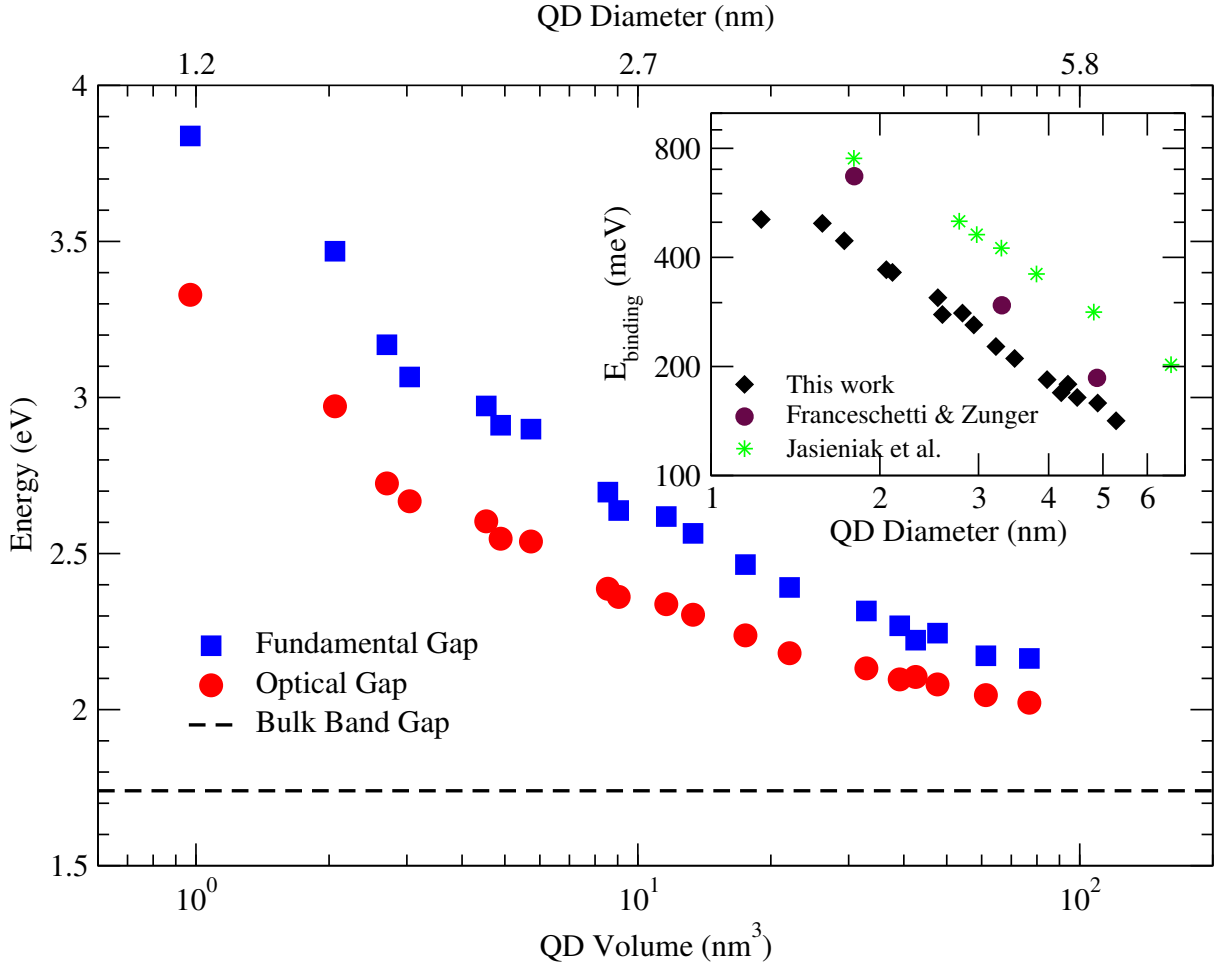 QD Diameter (nm)
1.2 2.7 5.8
4
3.5
3
2.5
2
1.5
Energy (eV)
800
400
200
100
E_binding (meV)
This work
Franceschetti & Zunger
Jasieniak et al.
1 2 3 4 5 6
QD Diameter (nm)
Fundamental Gap
Optical Gap
Bulk Band Gap
10^0 10^1 10^2
QD Volume (nm^3)